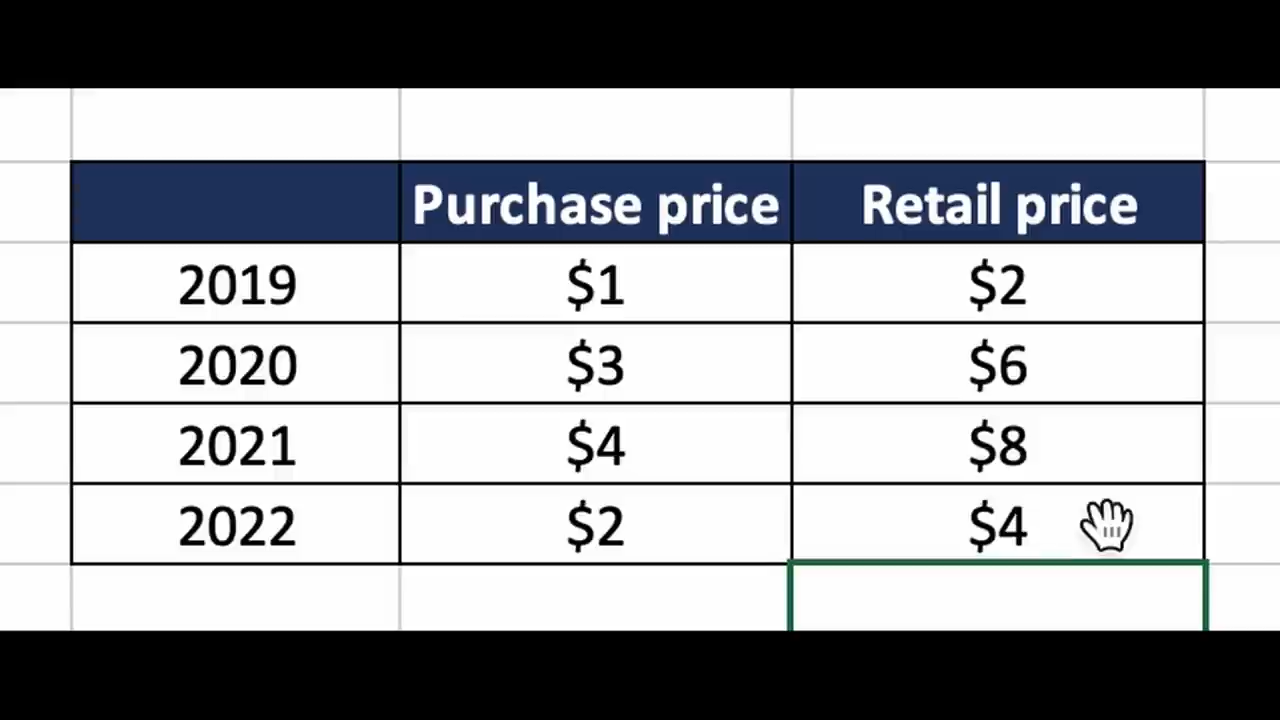 Purchase price Retail price
2019 $1 $2
2020 $3 $6
2021 $4 $8
2022 $2 $4